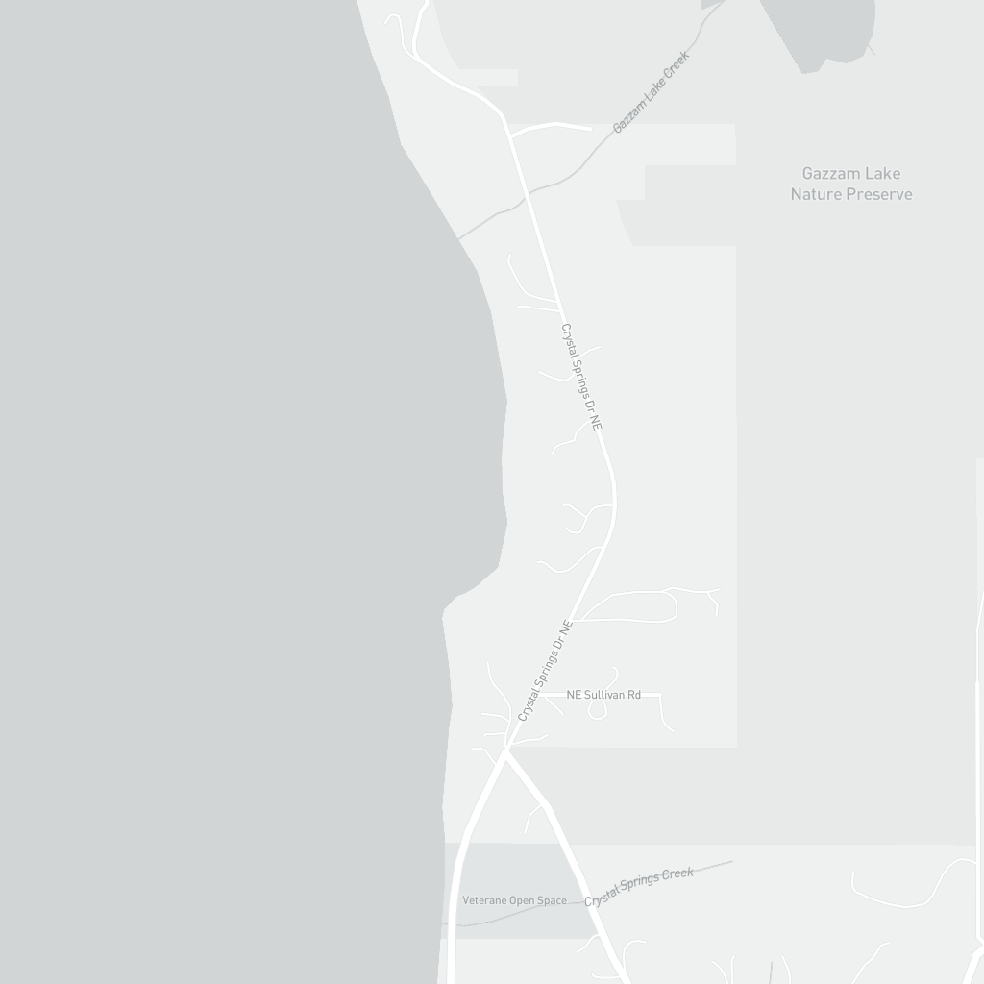 Gazzam Lake Creek
Gazzam Lake
Nature Preserve
Crystal Springs Dr NE
Crystal Springs Dr NE
NE Sullivan Rd
Crystal Springs Creek
Veterane Open Space